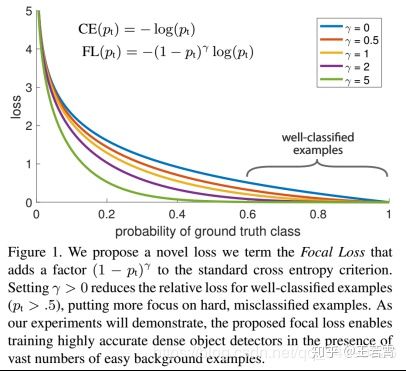 5
4
3
2
1
0
loss
CE(pt) = − log(pt)
FL(pt) = −(1 − pt)γ log(pt)
γ = 0
γ = 0.5
γ = 1
γ = 2
γ = 5
well-classified
examples
0 0.2 0.4 0.6 0.8 1
probability of ground truth class
Figure 1. We propose a novel loss we term the Focal Loss that
adds a factor (1 − pt)γ to the standard cross entropy criterion.
Setting γ > 0 reduces the relative loss for well-classified examples
(pt > .5), putting more focus on hard, misclassified examples. As
our experiments will demonstrate, the proposed focal loss enables
training highly accurate dense object detectors in the presence of
vast numbers of easy background examples.
知乎 @王若霄